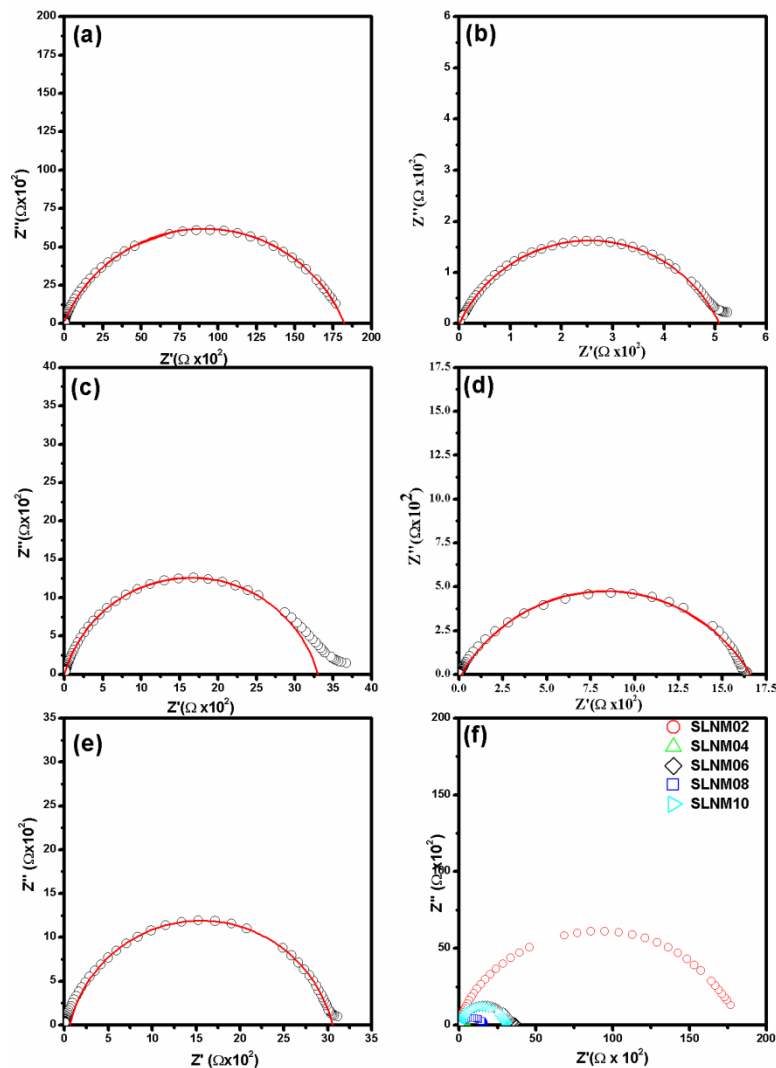 (a)
200
175
150
125
100
75
50
25
0
Z''(Ωx10²)
0 25 50 75 100 125 150 175 200
Z'(Ω x10²)
(b)
6
5
4
3
2
1
0
Z''(Ω x10²)
0 1 2 3 4 5 6
Z'(Ω x10²)
(c)
40
35
30
25
20
15
10
5
0
Z''(Ωx10²)
0 5 10 15 20 25 30 35 40
Z'(Ω x10²)
(d)
17.5
15.0
12.5
10.0
7.5
5.0
2.5
0.0
Z''(Ωx10²)
0.0 2.5 5.0 7.5 10.0 12.5 15.0 17.5
Z'(Ω x10²)
(e)
35
30
25
20
15
10
5
0
Z'' (Ωx10²)
0 5 10 15 20 25 30 35
Z' (Ωx10²)
(f)
SLNM02
SLNM04
SLNM06
SLNM08
SLNM10
200
150
100
50
0
Z'' (Ω x10²)
0 50 100 150 200
Z'(Ω x 10²)